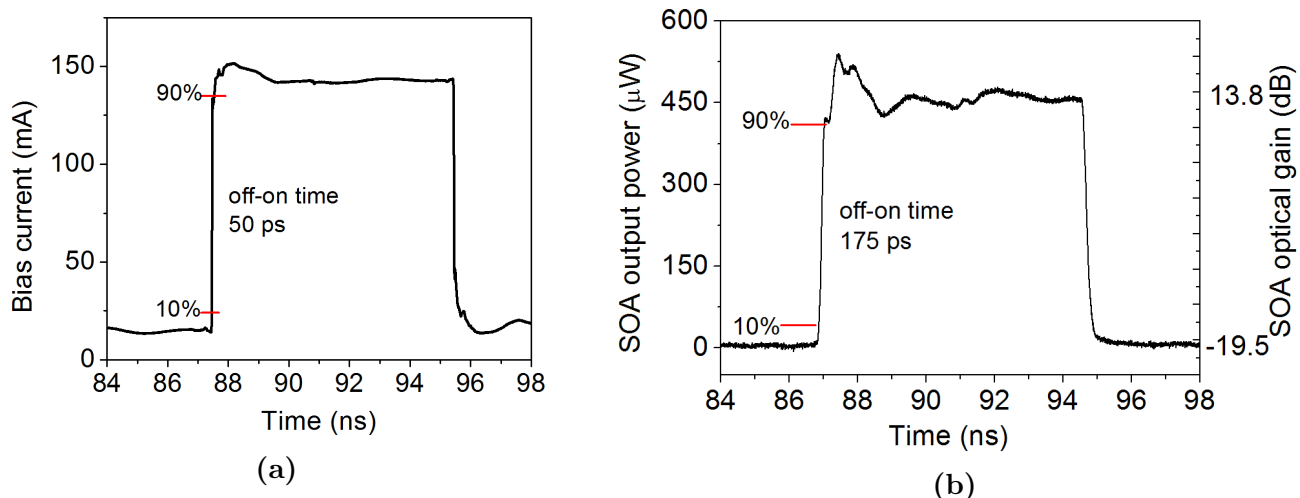 Bias current (mA)
150
100
50
0
90%
10%
off-on time
50 ps
84 86 88 90 92 94 96 98
Time (ns)
(a)
SOA output power (μW)
600
450
300
150
0
90%
10%
off-on time
175 ps
84 86 88 90 92 94 96 98
Time (ns)
13.8
-19.5
SOA optical gain (dB)
(b)